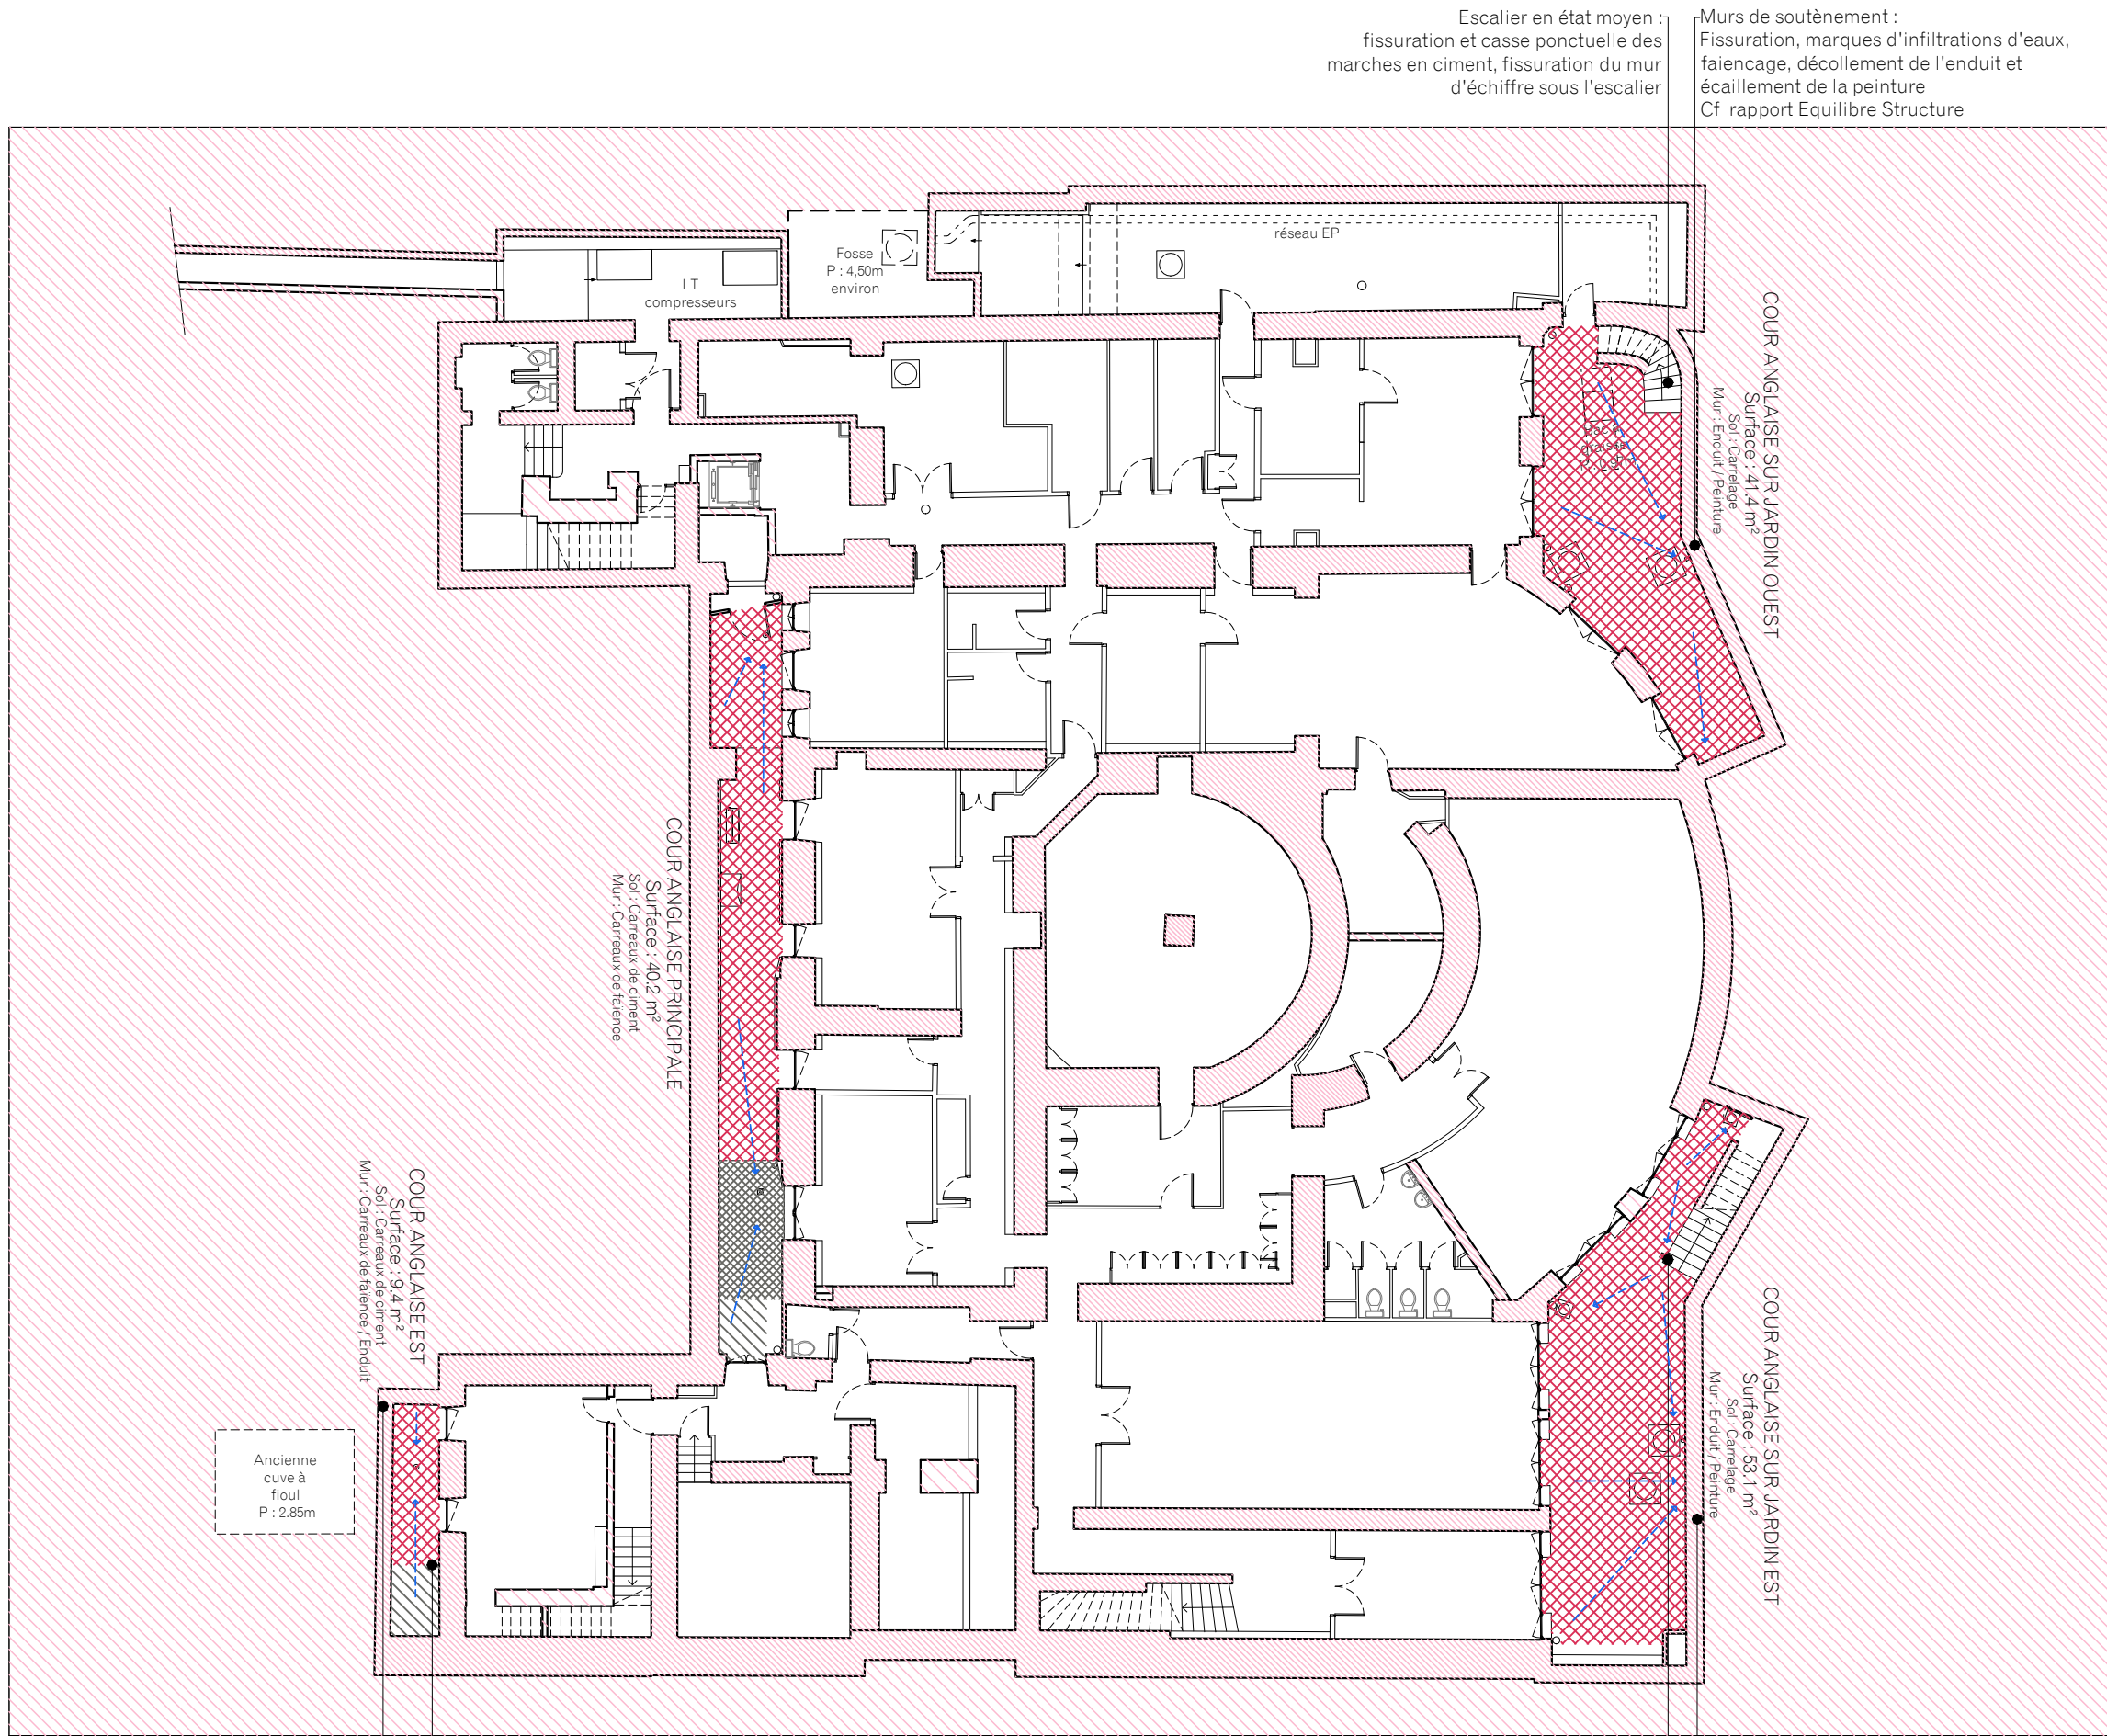 Escalier en état moyen :
fissuration et casse ponctuelle des
marches en ciment, fissuration du mur
d'échiffre sous l'escalier
Murs de soutènement :
Fissuration, marques d'infiltrations d'eaux,
faiencage, décollement de l'enduit et
écaillement de la peinture
Cf rapport Equilibre Structure
Fosse
P : 4,50m
environ
réseau EP
LT
compresseurs
COUR ANGLAISE SUR JARDIN OUEST
Surface : 41.4 m²
Sol : Carrelage
Mur : Enduit / Peinture
COUR ANGLAISE PRINCIPALE
Surface : 40.2 m²
Sol : Carreaux de ciment
Mur : Carreaux de faïence
COUR ANGLAISE EST
Surface : 9.4 m²
Sol : Carreaux de ciment
Mur : Carreaux de faïence / Enduit
COUR ANGLAISE SUR JARDIN EST
Surface : 53.1 m²
Sol : Carrelage
Mur : Enduit / Peinture
Ancienne
cuve à
fioul
P : 2.85m